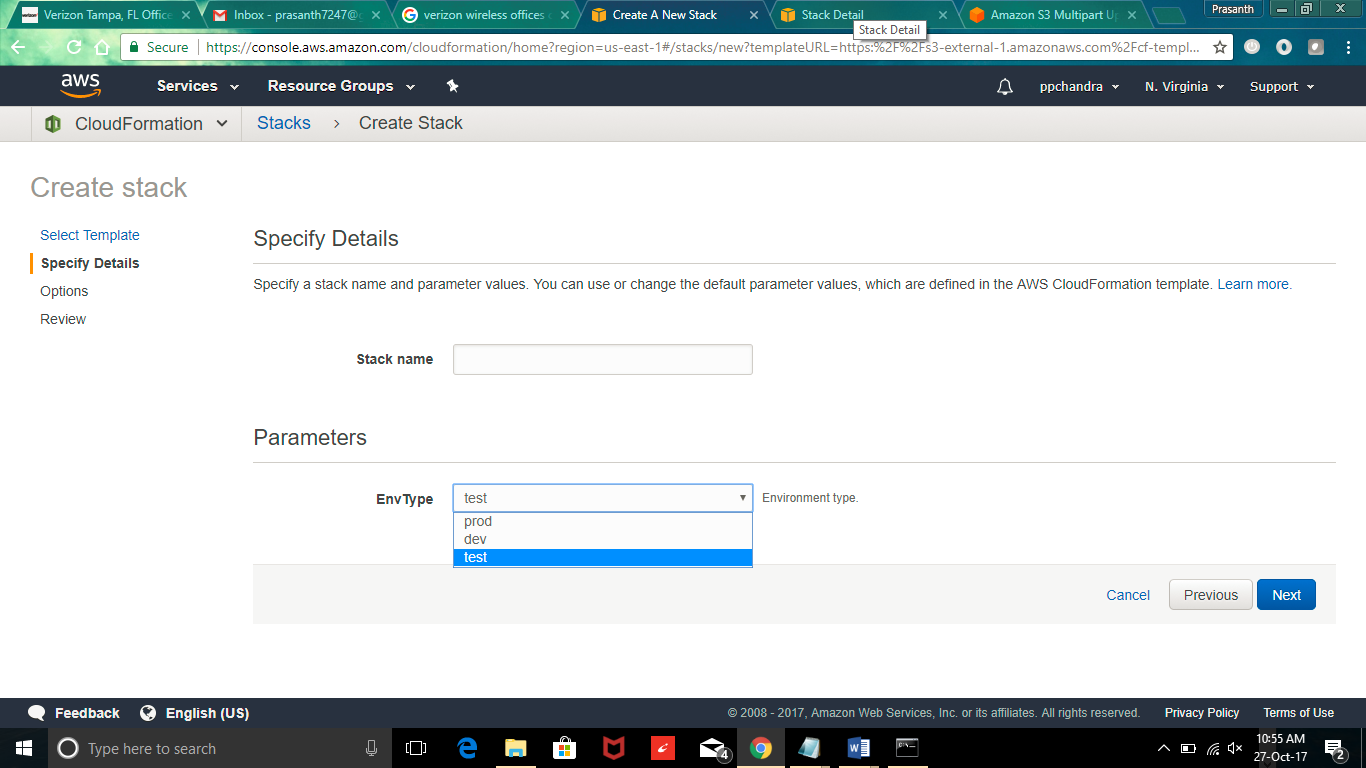 Verizon Tampa, FL Office
Inbox - prasanth7247@
verizon wireless offices
Create A New Stack
Stack Detail
Amazon S3 Multipart Up
Prasanth
Stack Detail
Secure
https://console.aws.amazon.com/cloudformation/home?region=us-east-1#/stacks/new?templateURL=https:%2F%2Fs3-external-1.amazonaws.com%2Fcf-templ...
aws
Services
Resource Groups
ppchandra
N. Virginia
Support
CloudFormation
Stacks > Create Stack
Create stack
Select Template
Specify Details
Options
Review
Specify Details
Specify a stack name and parameter values. You can use or change the default parameter values, which are defined in the AWS CloudFormation template. Learn more.
Stack name
Parameters
EnvType
test
Environment type.
prod
dev
test
Cancel
Previous
Next
Feedback
English (US)
© 2008 - 2017, Amazon Web Services, Inc. or its affiliates. All rights reserved.
Privacy Policy
Terms of Use
Type here to search
4
10:55 AM
27-Oct-17
2